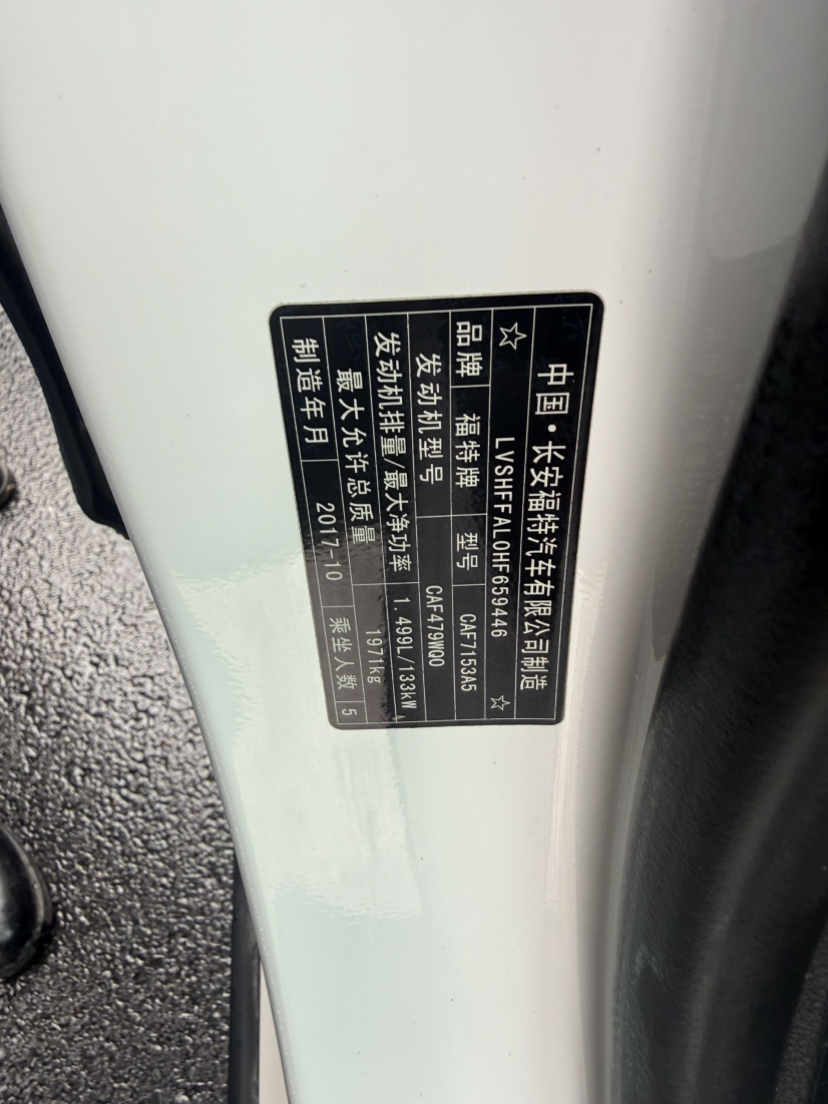 中国·长安福特汽车有限公司制造
☆ LVSHFFAL0HF659446 ☆
品牌 福特牌 型号 CAF7153A5
发动机型号 CAF479WQ0
发动机排量/最大净功率 1.499L/133kW
最大允许总质量 1971kg
制造年月 2017-10 乘坐人数 5